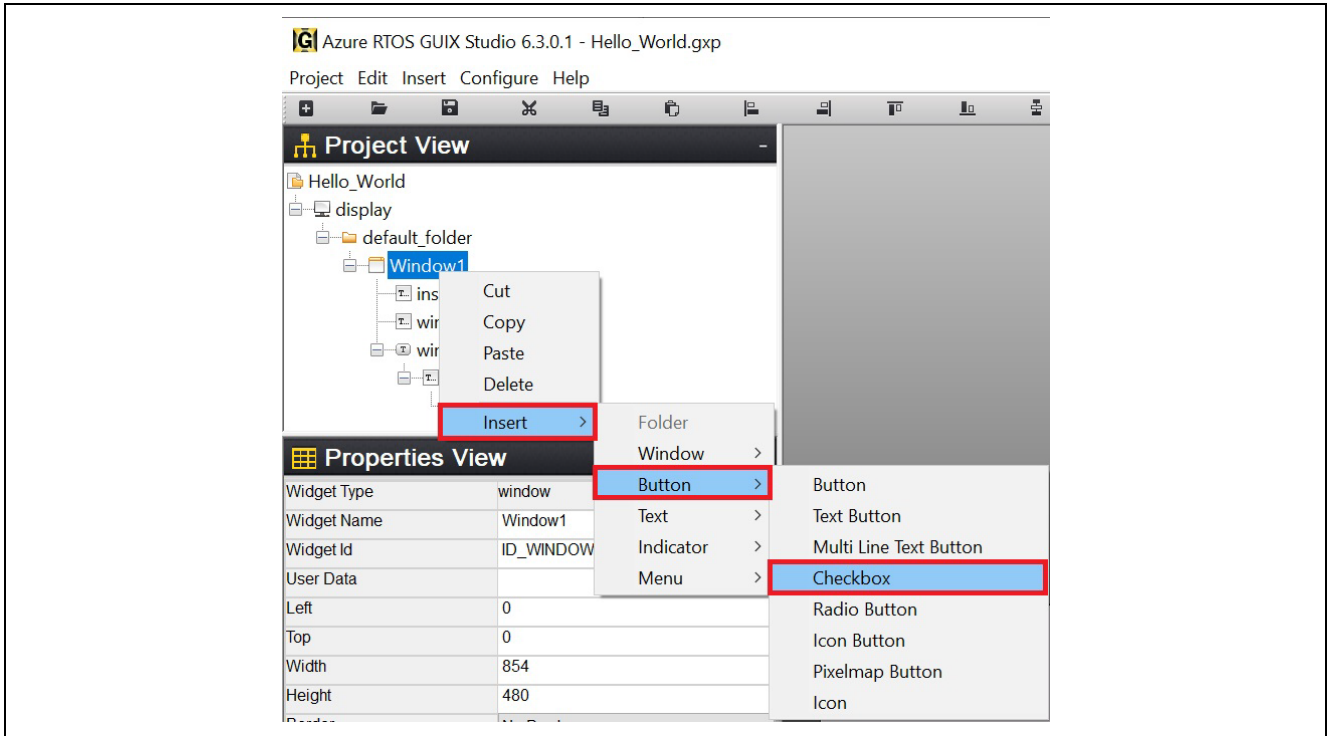 Azure RTOS GUIX Studio 6.3.0.1 - Hello_World.gxp
Project Edit Insert Configure Help
Project View
Hello_World
display
default_folder
Window1
ins
win
win
Cut
Copy
Paste
Delete
Insert
Folder
Window
Button
Text
Indicator
Menu
Button
Text Button
Multi Line Text Button
Checkbox
Radio Button
Icon Button
Pixelmap Button
Icon
Properties View
Widget Type window
Widget Name Window1
Widget Id ID_WINDOW
User Data
Left 0
Top 0
Width 854
Height 480